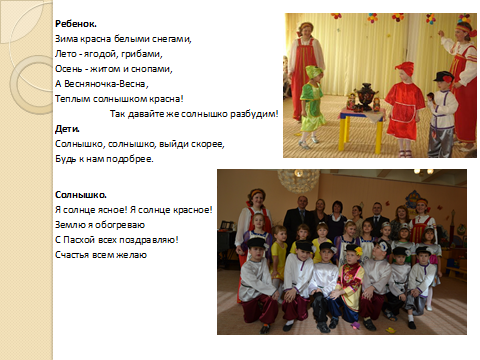 Ребенок.
Зима красна белыми снегами,
Лето - ягодой, грибами,
Осень - житом и снопами,
А Весняночка-Весна,
Теплым солнышком красна!
Так давайте же солнышко разбудим!
Дети.
Солнышко, солнышко, выйди скорее,
Будь к нам подрбрее.
Солнышко.
Я солнце ясное! Я солнце красное!
Землю я обогреваю
С Пасхой всех поздравляю!
Счастья всем желаю